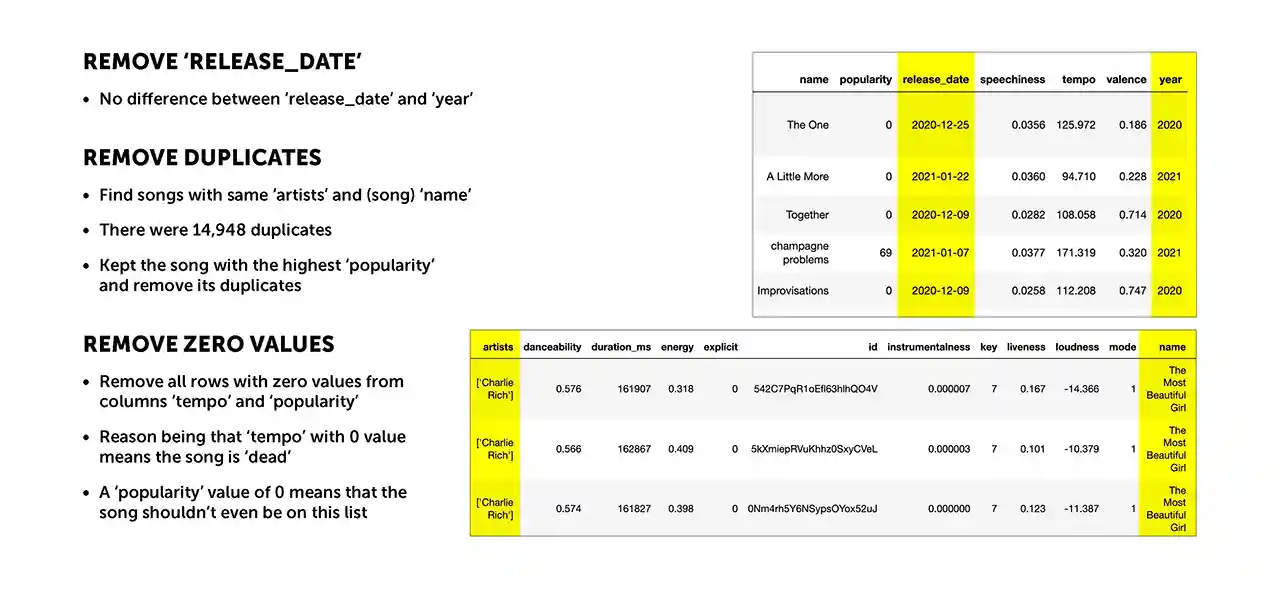 REMOVE ‘RELEASE_DATE’
• No difference between ‘release_date’ and ‘year’
REMOVE DUPLICATES
• Find songs with same ‘artists’ and (song) ‘name’
• There were 14,948 duplicates
• Kept the song with the highest ‘popularity’
and remove its duplicates
REMOVE ZERO VALUES
• Remove all rows with zero values from
columns ‘tempo’ and ‘popularity’
• Reason being that ‘tempo’ with 0 value
means the song is ‘dead’
• A ‘popularity’ value of 0 means that the
song shouldn’t even be on this list
name popularity release_date speechiness tempo valence year
The One 0 2020-12-25 0.0356 125.972 0.186 2020
A Little More 0 2021-01-22 0.0360 94.710 0.228 2021
Together 0 2020-12-09 0.0282 108.058 0.714 2020
champagne
problems 69 2021-01-07 0.0377 171.319 0.320 2021
Improvisations 0 2020-12-09 0.0258 112.208 0.747 2020
artists danceability duration_ms energy explicit id instrumentalness key liveness loudness mode name
['Charlie
Rich'] 0.576 161907 0.318 0 542C7PqR1oEfl63hlhQO4V 0.000007 7 0.167 -14.366 1 The
Most
Beautiful
Girl
['Charlie
Rich'] 0.566 162867 0.409 0 5kXmiepRVuKhhz0SxyCVeL 0.000003 7 0.101 -10.379 1 The
Most
Beautiful
Girl
['Charlie
Rich'] 0.574 161827 0.398 0 0Nm4rh5Y6NSypsOYox52uJ 0.000000 7 0.123 -11.387 1 The
Most
Beautiful
Girl